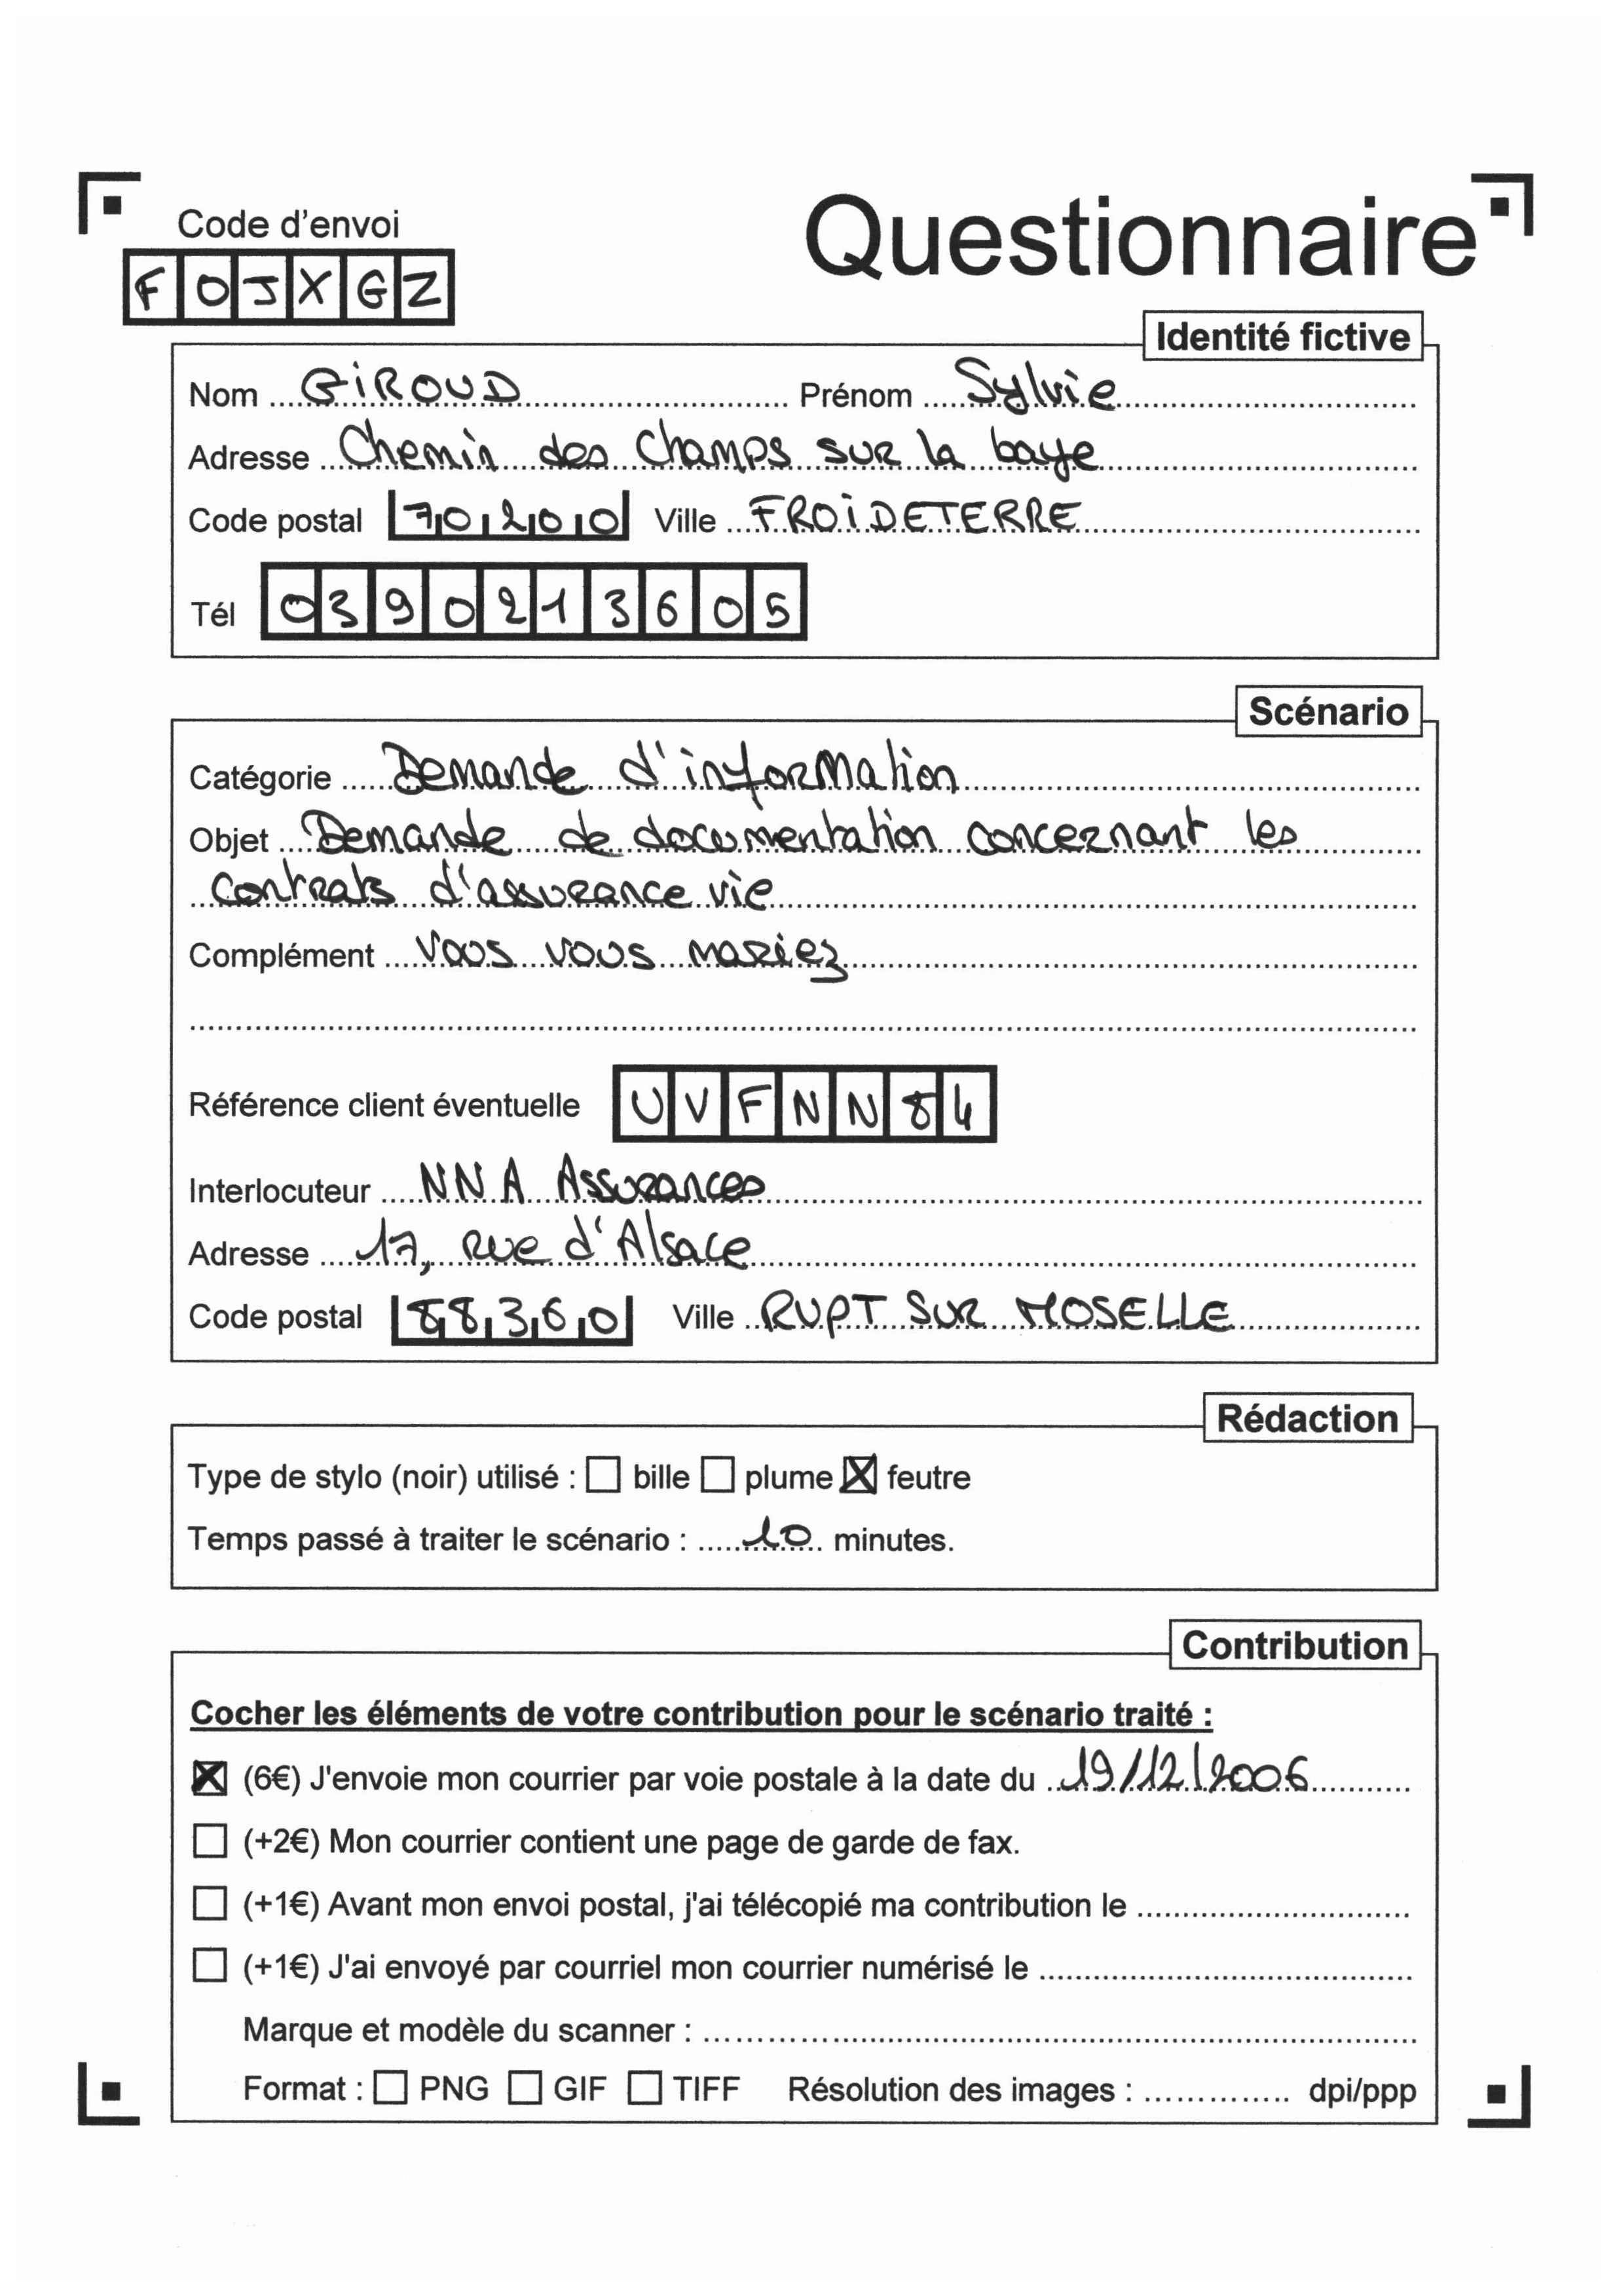 Code d'envoi
Questionnaire
FOJXGZ
Identité fictive
Nom GiROUD Prénom Sylvie
Adresse Chemin des Champs sur la baye
Code postal 70200 Ville FROiDETERRE
Tél 0390213605
Scénario
Catégorie Demande d'information
Objet Demande de documentation concernant les
contrats d'assurance vie
Complément Vous vous mariez
Référence client éventuelle UVFNN84
Interlocuteur NNA Assurances
Adresse 17, rue d'Alsace
Code postal 88360 Ville RUPT SUR MOSELLE
Rédaction
Type de stylo (noir) utilisé : ☐ bille ☐ plume ☒ feutre
Temps passé à traiter le scénario : 10 minutes.
Contribution
Cocher les éléments de votre contribution pour le scénario traité :
☒ (6€) J'envoie mon courrier par voie postale à la date du 19/12/2006
☐ (+2€) Mon courrier contient une page de garde de fax.
☐ (+1€) Avant mon envoi postal, j'ai télécopié ma contribution le
☐ (+1€) J'ai envoyé par courriel mon courrier numérisé le
Marque et modèle du scanner :
Format : ☐ PNG ☐ GIF ☐ TIFF Résolution des images : dpi/ppp